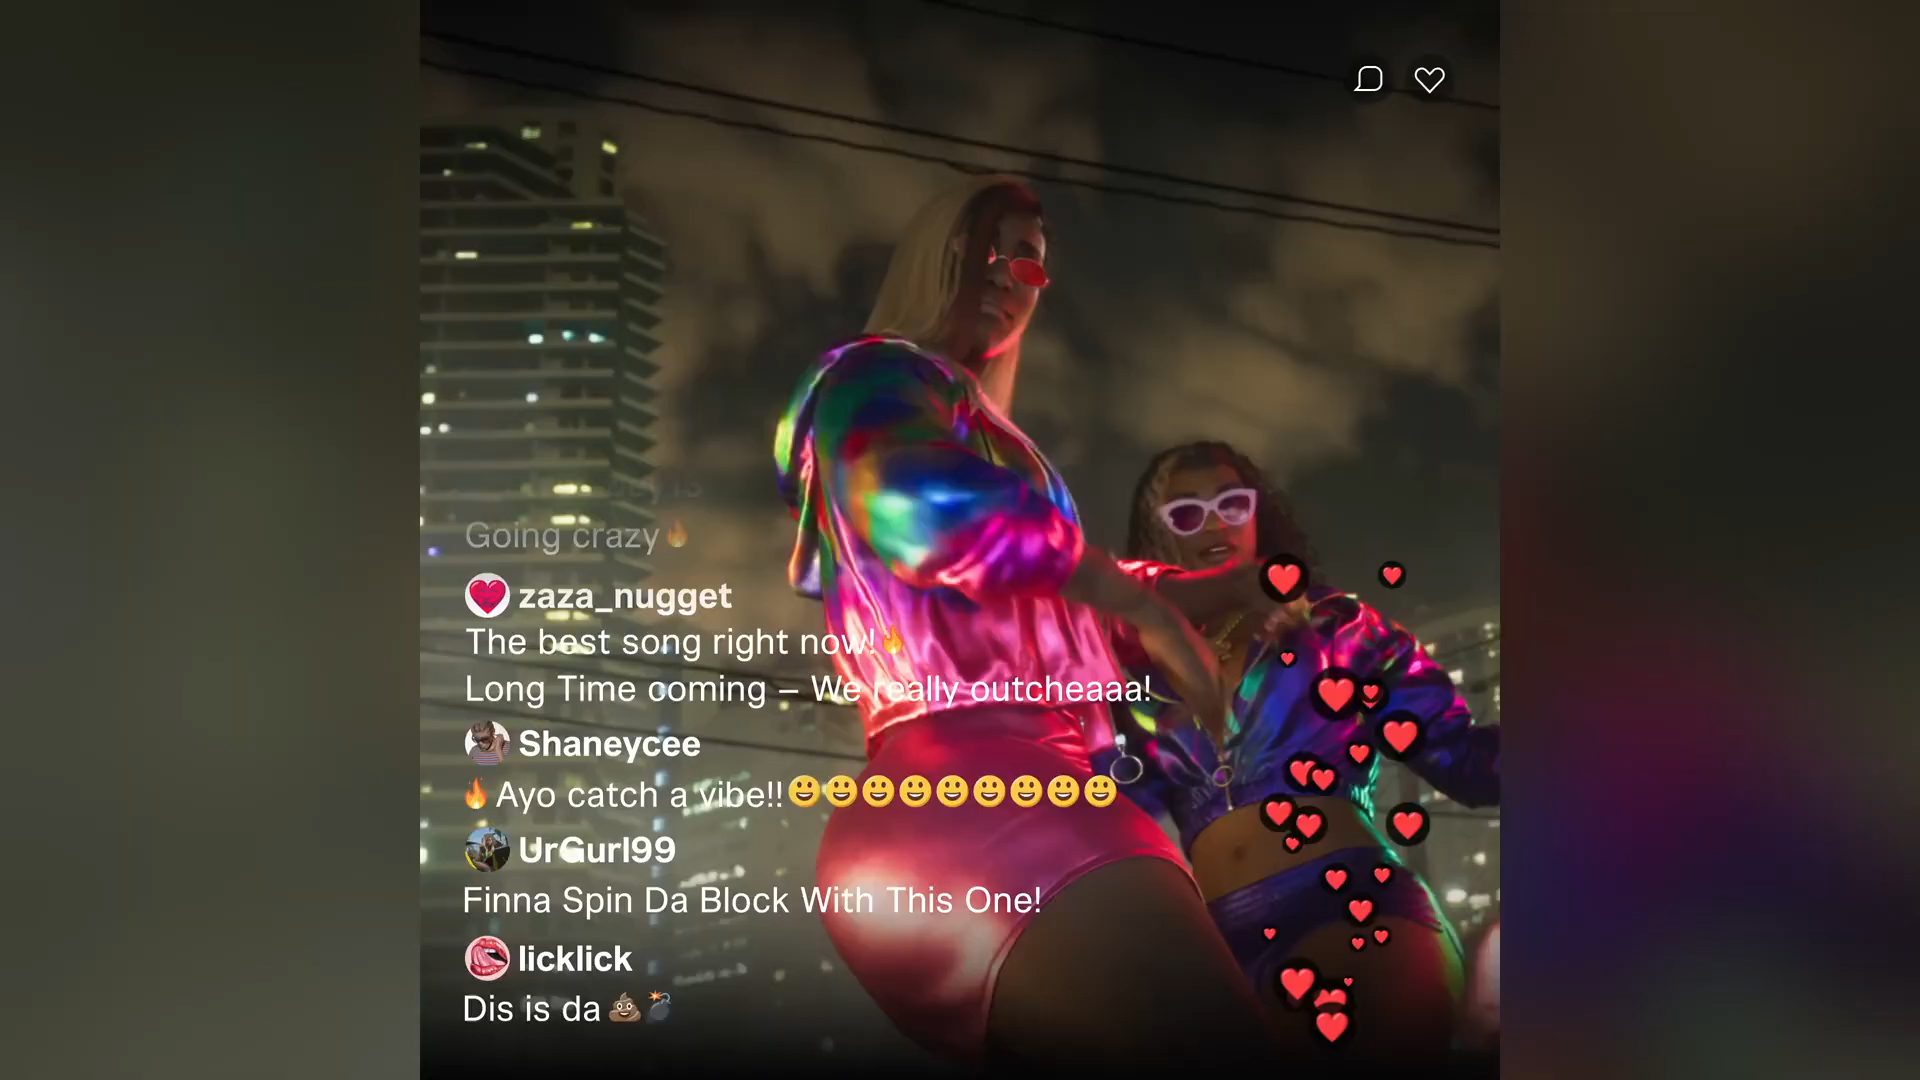 Going crazy🔥
zaza_nugget
The best song right now!🔥
Long Time coming – We really outcheaaa!
Shaneycee
🔥Ayo catch a vibe!!😀😀😀😀😀😀😀😀😀
UrGurl99
Finna Spin Da Block With This One!
licklick
Dis is da💩💣